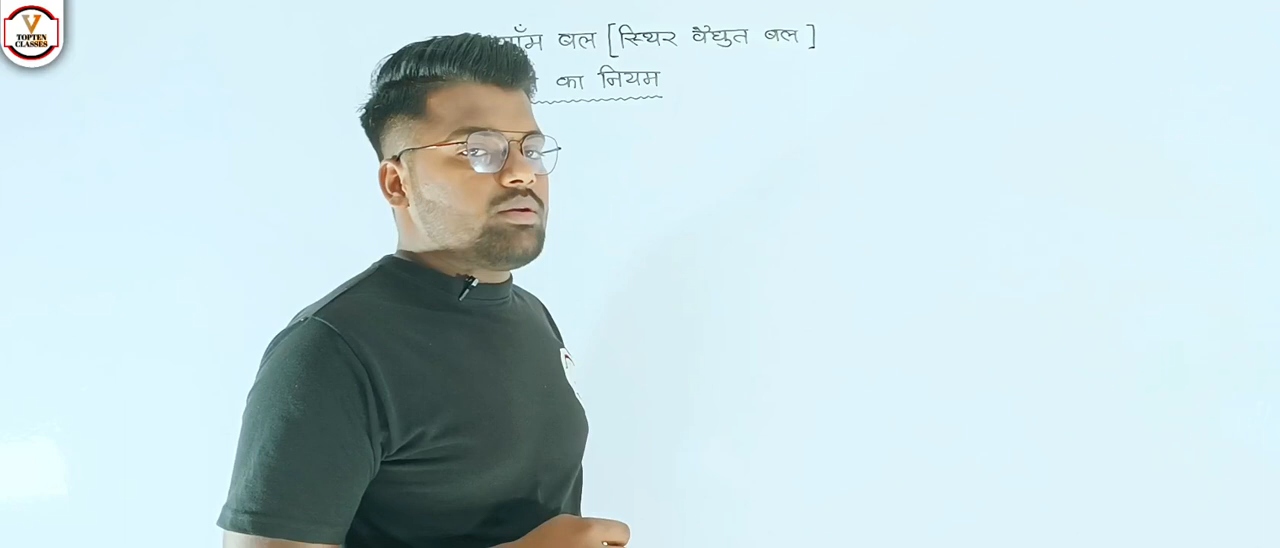 V
TOPTEN
CLASSES
बल [स्थिर वैद्युत बल]
का नियम